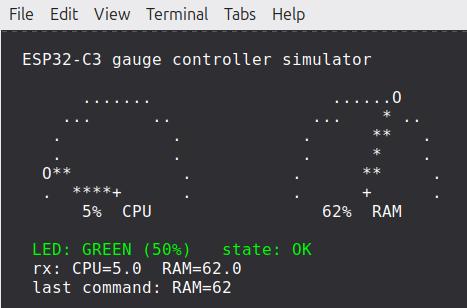 File Edit View Terminal Tabs Help
ESP32-C3 gauge controller simulator
5% CPU 62% RAM
LED: GREEN (50%) state: OK
rx: CPU=5.0 RAM=62.0
last command: RAM=62